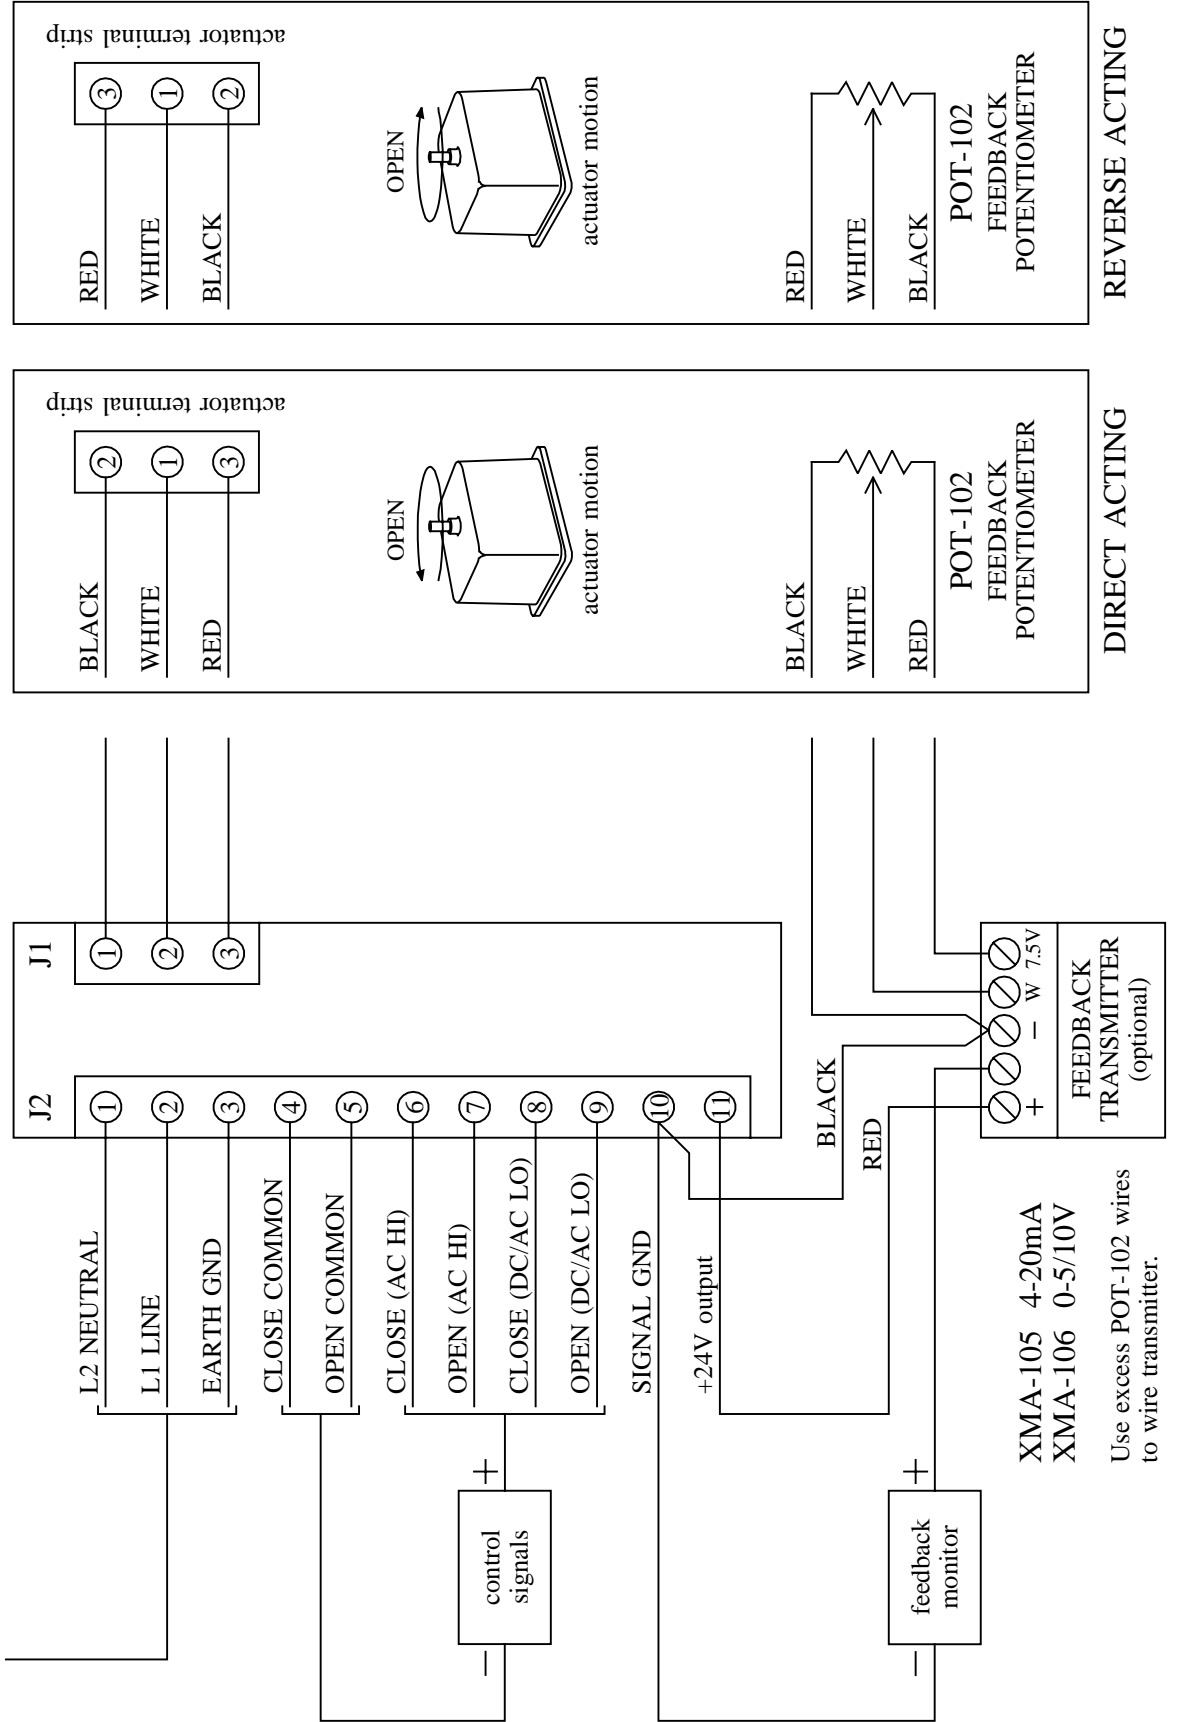 J2
J1
L2 NEUTRAL
L1 LINE
EARTH GND
CLOSE COMMON
OPEN COMMON
CLOSE (AC HI)
OPEN (AC HI)
CLOSE (DC/AC LO)
OPEN (DC/AC LO)
SIGNAL GND
+24V output
1
2
3
4
5
6
7
8
9
10
11
1
2
3
control
signals
+
−
feedback
monitor
+
−
BLACK
RED
+
−
W
7.5V
FEEDBACK
TRANSMITTER
(optional)
XMA-105 4-20mA
XMA-106 0-5/10V
Use excess POT-102 wires
to wire transmitter.
actuator terminal strip
BLACK
WHITE
RED
2
1
3
OPEN
actuator motion
BLACK
WHITE
RED
POT-102
FEEDBACK
POTENTIOMETER
DIRECT ACTING
actuator terminal strip
RED
WHITE
BLACK
3
1
2
OPEN
actuator motion
RED
WHITE
BLACK
POT-102
FEEDBACK
POTENTIOMETER
REVERSE ACTING